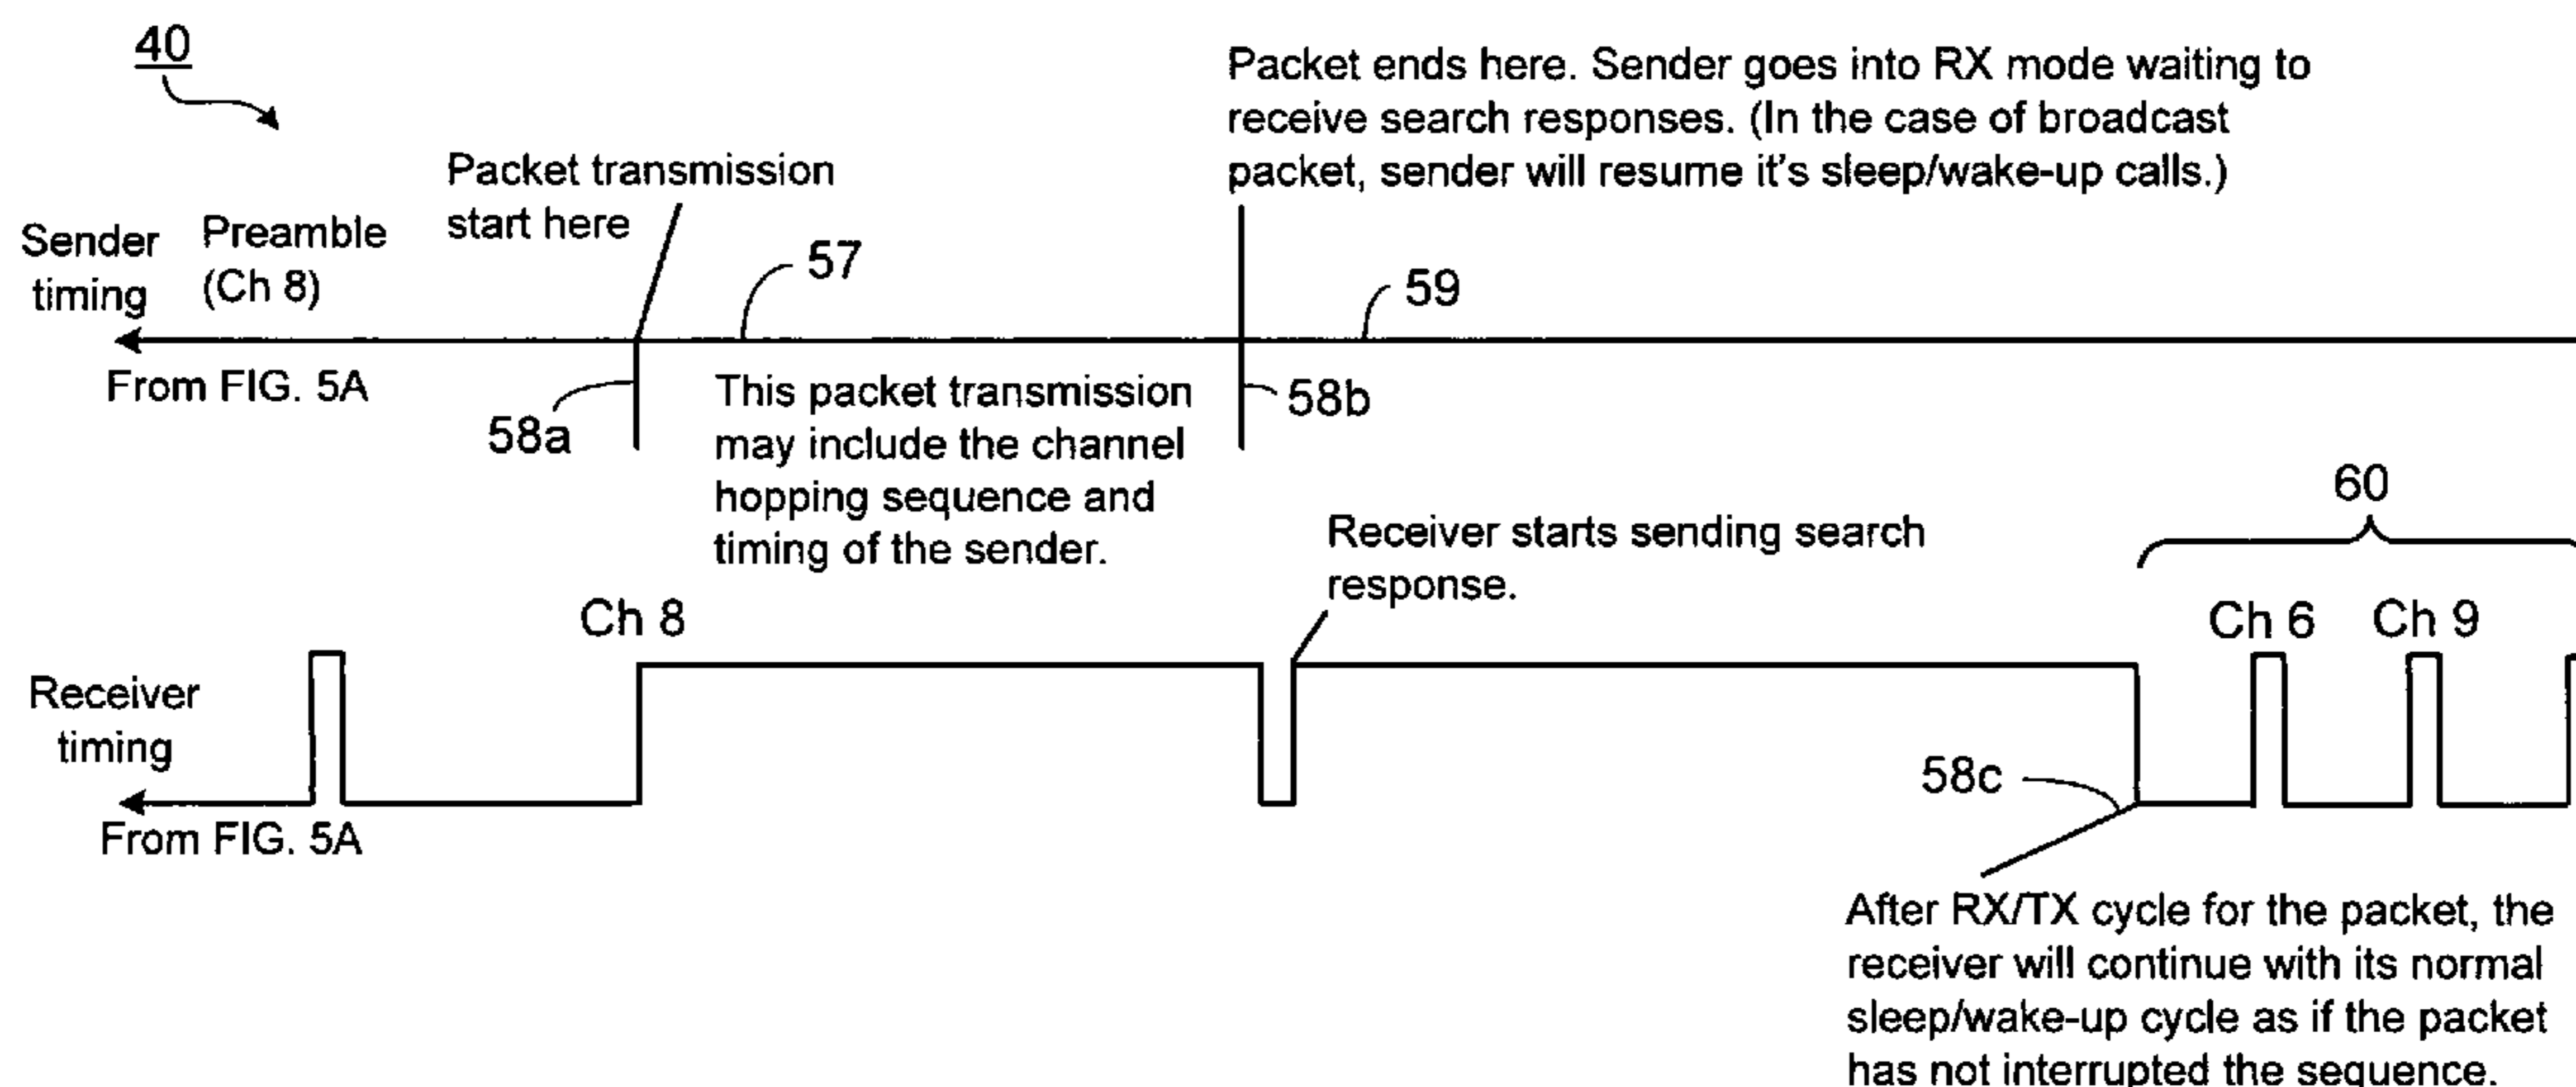 40
Packet ends here. Sender goes into RX mode waiting to
receive search responses. (In the case of broadcast
packet, sender will resume it's sleep/wake-up calls.)
Packet transmission
start here
Sender
timing
Preamble
(Ch 8)
57
59
From FIG. 5A
58a
This packet transmission
may include the channel
hopping sequence and
timing of the sender.
58b
60
Receiver starts sending search
response.
Ch 8
Ch 6
Ch 9
Receiver
timing
58c
From FIG. 5A
After RX/TX cycle for the packet, the
receiver will continue with its normal
sleep/wake-up cycle as if the packet
has not interrupted the sequence.